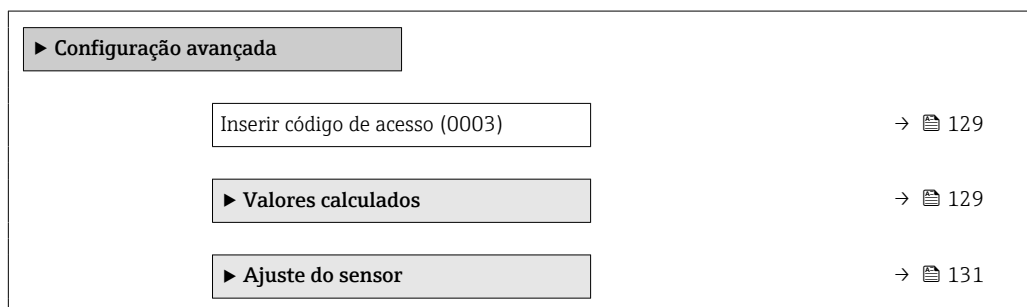 ▶ Configuração avançada
Inserir código de acesso (0003) → 129
▶ Valores calculados → 129
▶ Ajuste do sensor → 131